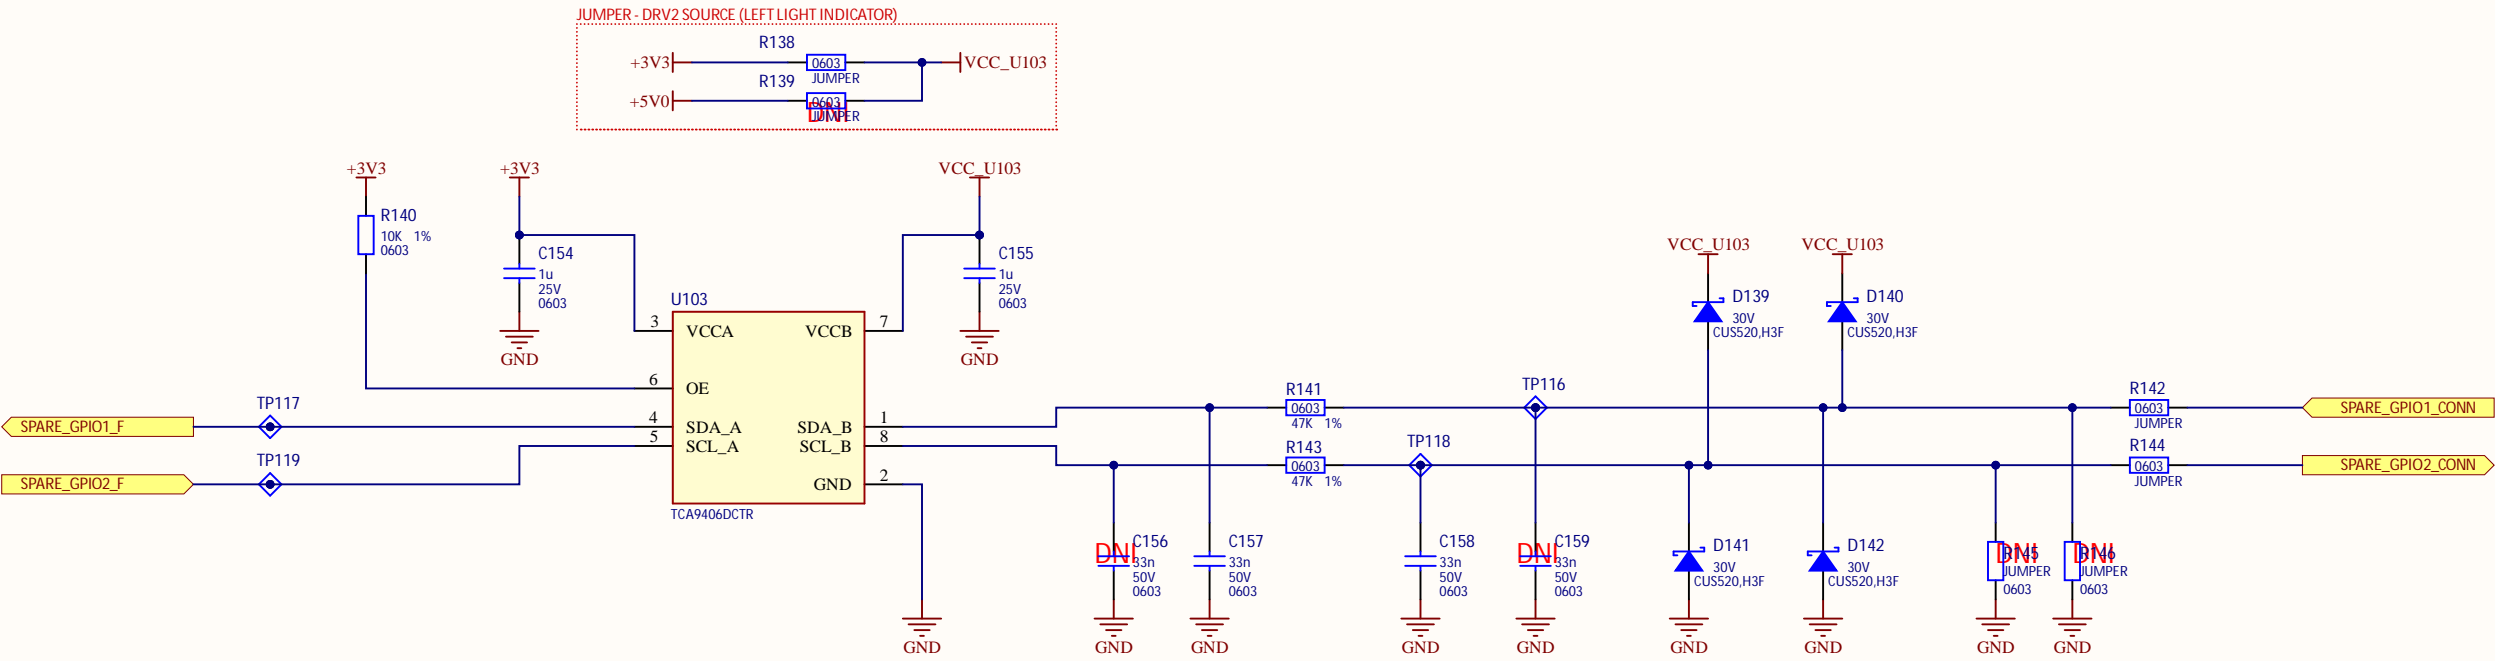 JUMPER - DRV2 SOURCE (LEFT LIGHT INDICATOR)
R138
+3V3
0603
VCC_U103
JUMPER
R139
+5V0
0603
DNI
JUMPER
+3V3
+3V3
VCC_U103
R140
10K 1%
0603
C154
1u
25V
0603
GND
C155
1u
25V
0603
GND
VCC_U103
VCC_U103
D139
30V
CUS520,H3F
D140
30V
CUS520,H3F
U103
3
VCCA
VCCB
7
6
OE
4
SDA_A
SDA_B
1
5
SCL_A
SCL_B
8
GND
2
TCA9406DCTR
GND
SPARE_GPIO1_F
TP117
SPARE_GPIO2_F
TP119
R141
0603
47K 1%
R143
0603
47K 1%
TP116
TP118
R142
0603
JUMPER
R144
0603
JUMPER
SPARE_GPIO1_CONN
SPARE_GPIO2_CONN
DNI
C156
33n
50V
0603
GND
C157
33n
50V
0603
GND
C158
33n
50V
0603
GND
DNI
C159
33n
50V
0603
GND
D141
30V
CUS520,H3F
GND
D142
30V
CUS520,H3F
GND
DNI
R145
JUMPER
0603
GND
DNI
R146
JUMPER
0603
GND